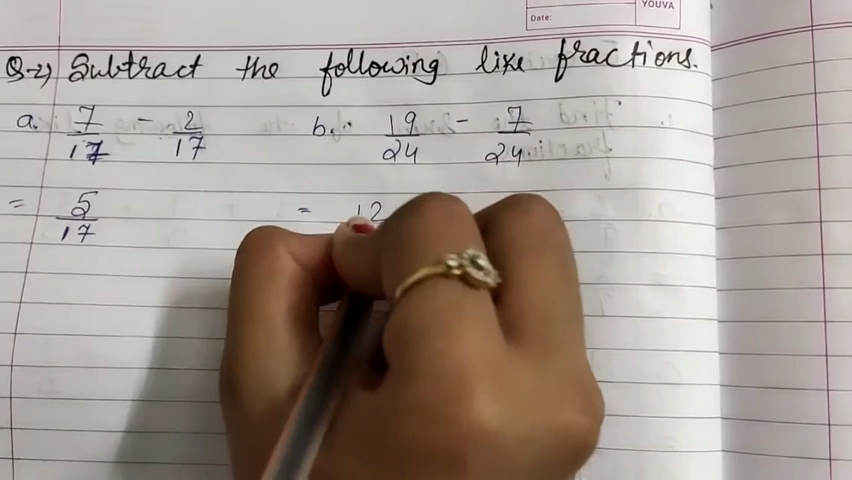 YOUVA
Date:
Q-2) Subtract the following like fractions.
a. 7/17 - 2/17 b. 19/24 - 7/24
= 5/17 = 12